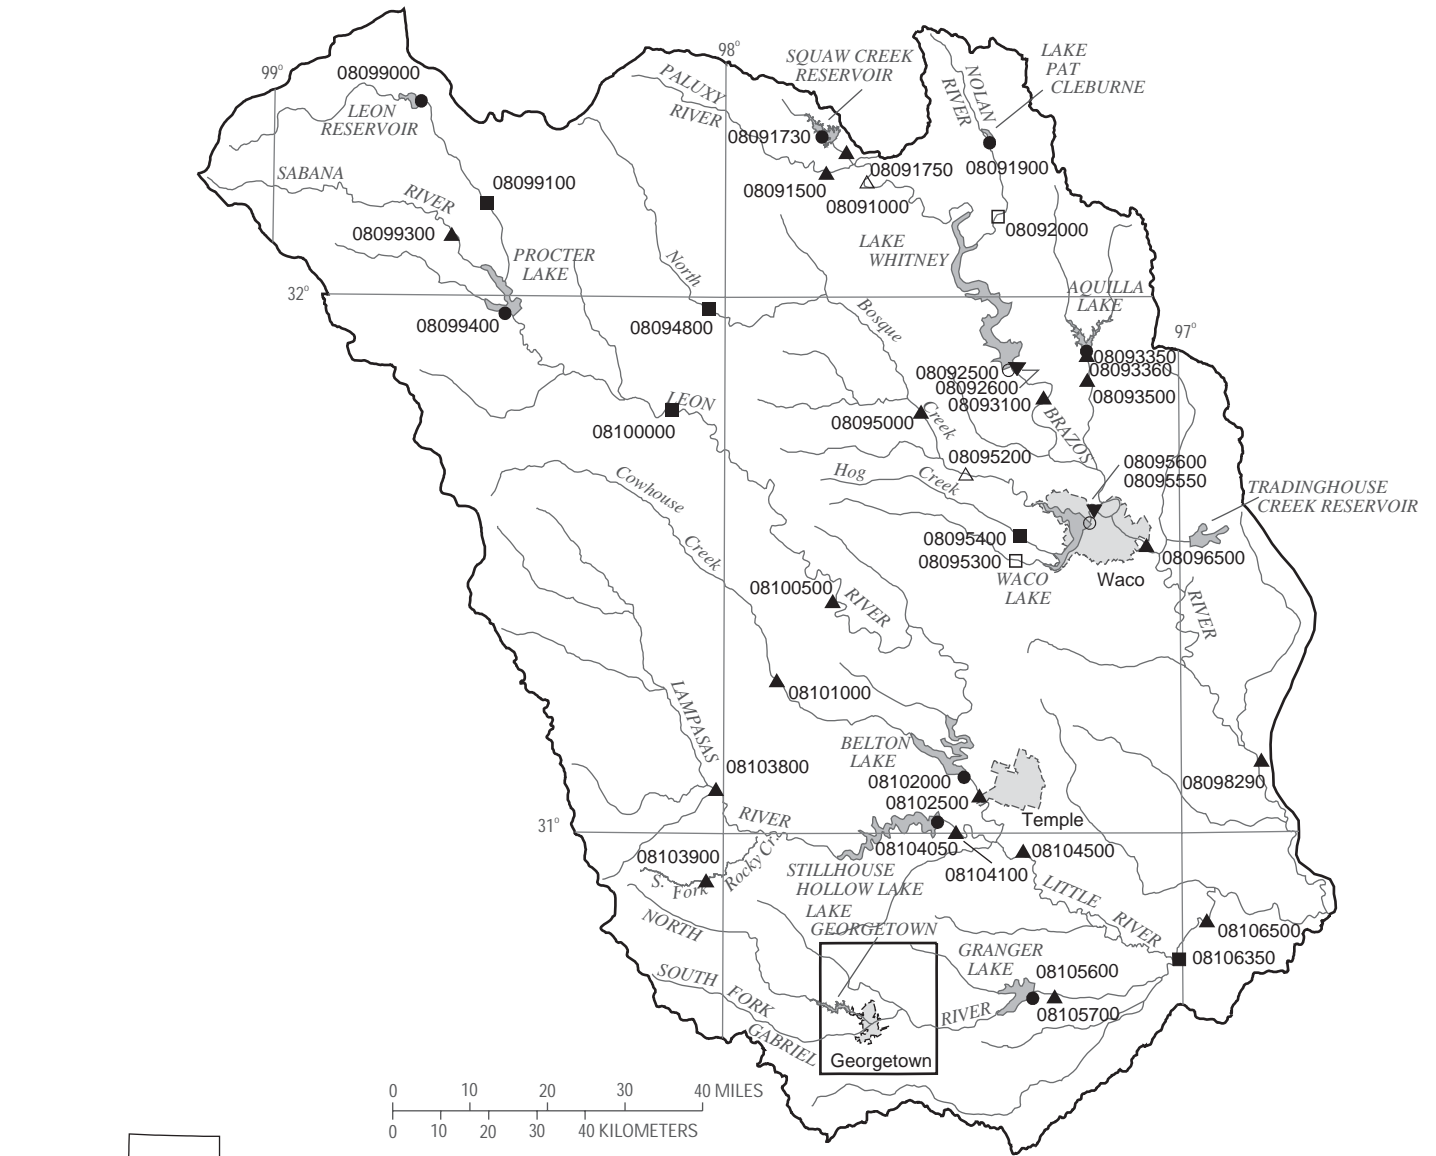 98°
SQUAW CREEK
RESERVOIR
LAKE
PAT
CLEBURNE
99°
08099000
PALUXY
RIVER
NOLAN
RIVER
LEON
RESERVOIR
08091730
08091750
08091900
SABANA
RIVER
08099100
08091500
08091000
08092000
08099300
PROCTER
LAKE
North
LAKE
WHITNEY
AQUILLA
LAKE
32°
08099400
08094800
Bosque
97°
08093350
08093360
08092500
08092600
08093100
08093500
LEON
08095000
Creek
BRAZOS
08100000
08095200
Hog
Creek
08095600
08095550
TRADINGHOUSE
CREEK RESERVOIR
Cowhouse
Creek
08095400
08095300
WACO
LAKE
Waco
08096500
08100500
RIVER
RIVER
08101000
LAMPASAS
BELTON
LAKE
08103800
08102000
08102500
08098290
Temple
31°
RIVER
08104050
08104500
08103900
S. Fork
Rocky Cr.
STILLHOUSE
HOLLOW LAKE
08104100
LITTLE
RIVER
NORTH
LAKE
GEORGETOWN
08106500
GRANGER
LAKE
08106350
SOUTH FORK
08105600
GABRIEL
RIVER
08105700
Georgetown
0 10 20 30 40 MILES
0 10 20 30 40 KILOMETERS